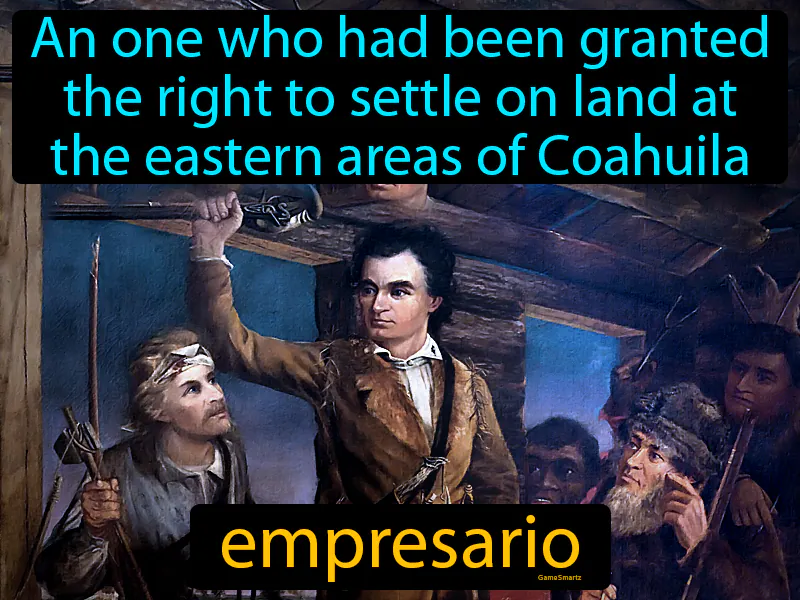 An one who had been granted
the right to settle on land at
the eastern areas of Coahuila
empresario
GameSmartz